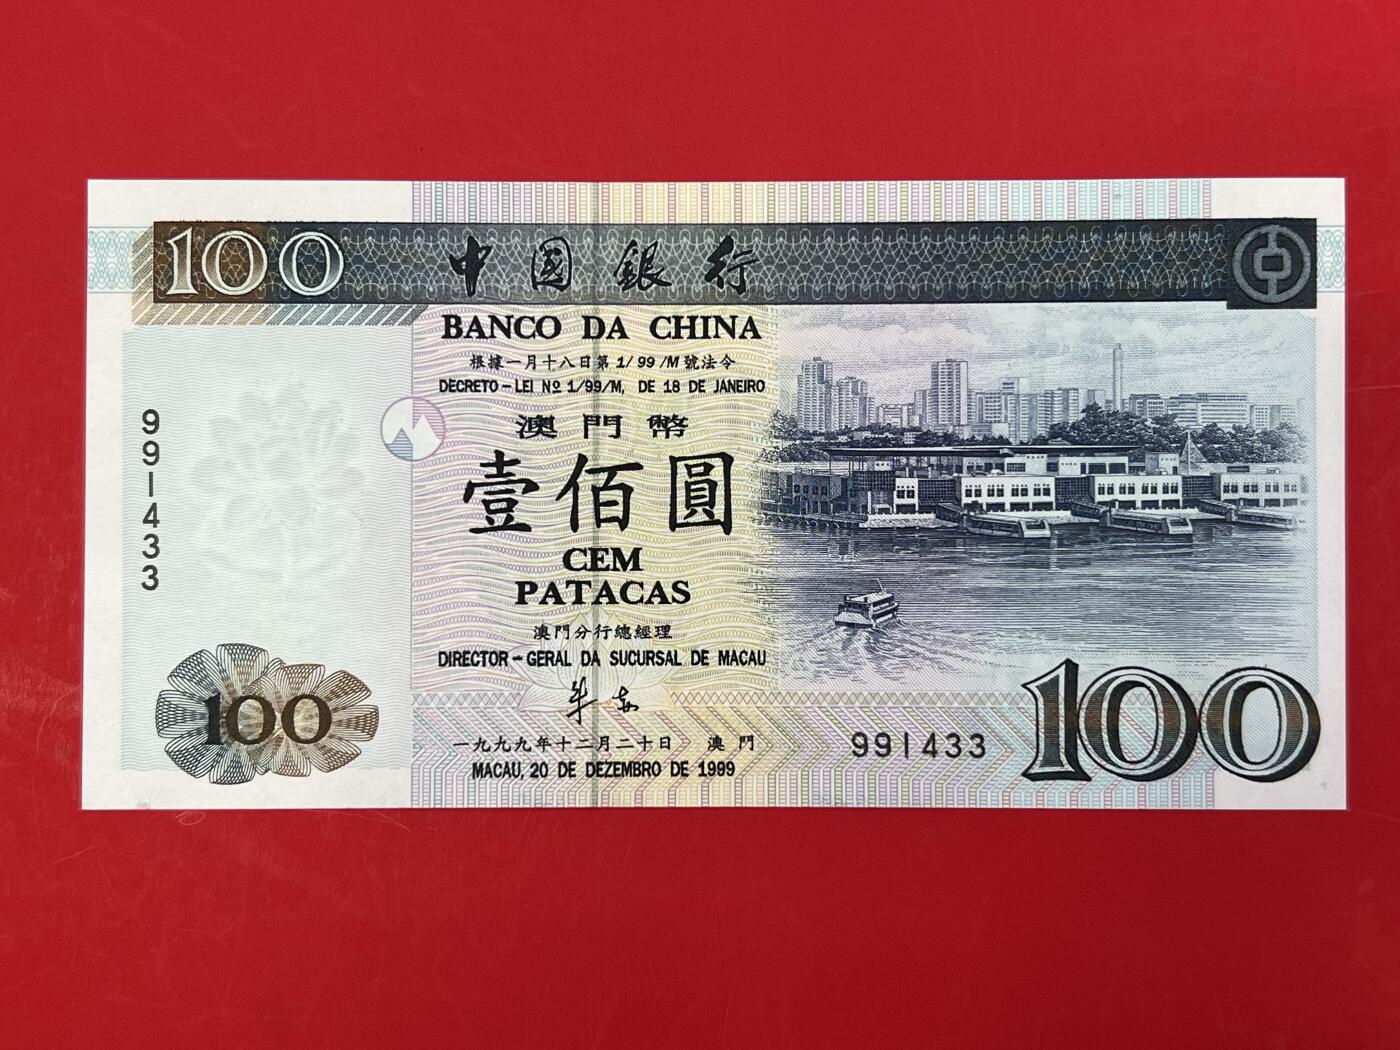 100
中國銀行
BANCO DA CHINA
根據一月十八日第1/99/M號法令
DECRETO-LEI Nº 1/99/M, DE 18 DE JANEIRO
澳門幣
壹佰圓
CEM
PATACAS
澳門分行總經理
DIRECTOR-GERAL DA SUCURSAL DE MACAU
一九九九年十二月二十日 澳門
MACAU, 20 DE DEZEMBRO DE 1999
991433
991433
100
100